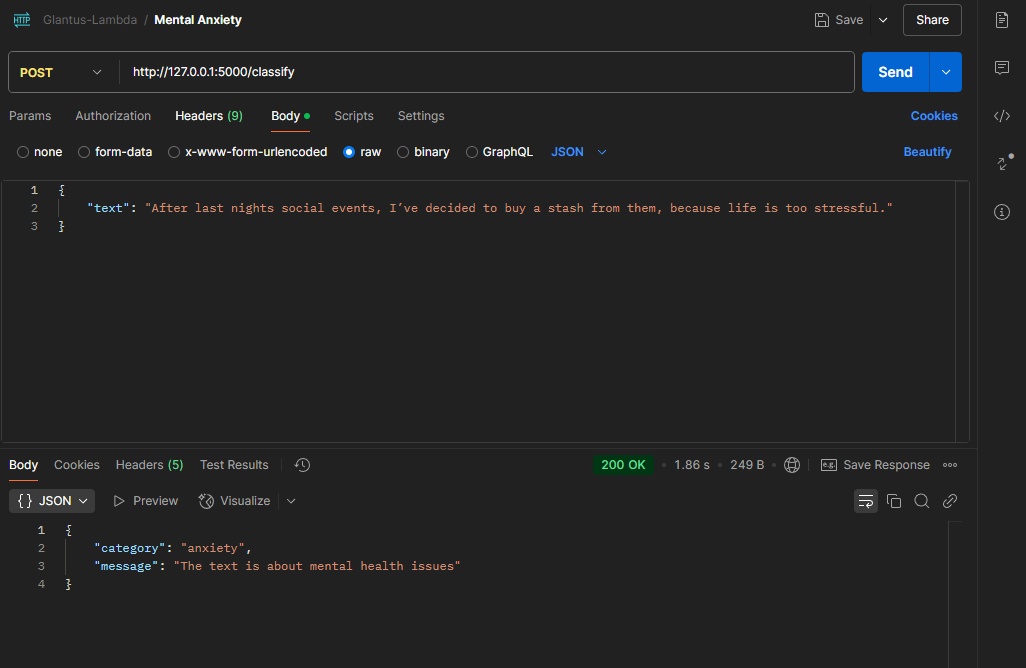 HTTP Glantus-Lambda / Mental Anxiety Save Share
POST http://127.0.0.1:5000/classify Send
Params Authorization Headers (9) Body Scripts Settings Cookies
none form-data x-www-form-urlencoded raw binary GraphQL JSON Beautify
1 {
2 "text": "After last nights social events, I’ve decided to buy a stash from them, because life is too stressful."
3 }
Body Cookies Headers (5) Test Results 200 OK • 1.86 s • 249 B • e.g. Save Response
{} JSON Preview Visualize
1 {
2 "category": "anxiety",
3 "message": "The text is about mental health issues"
4 }